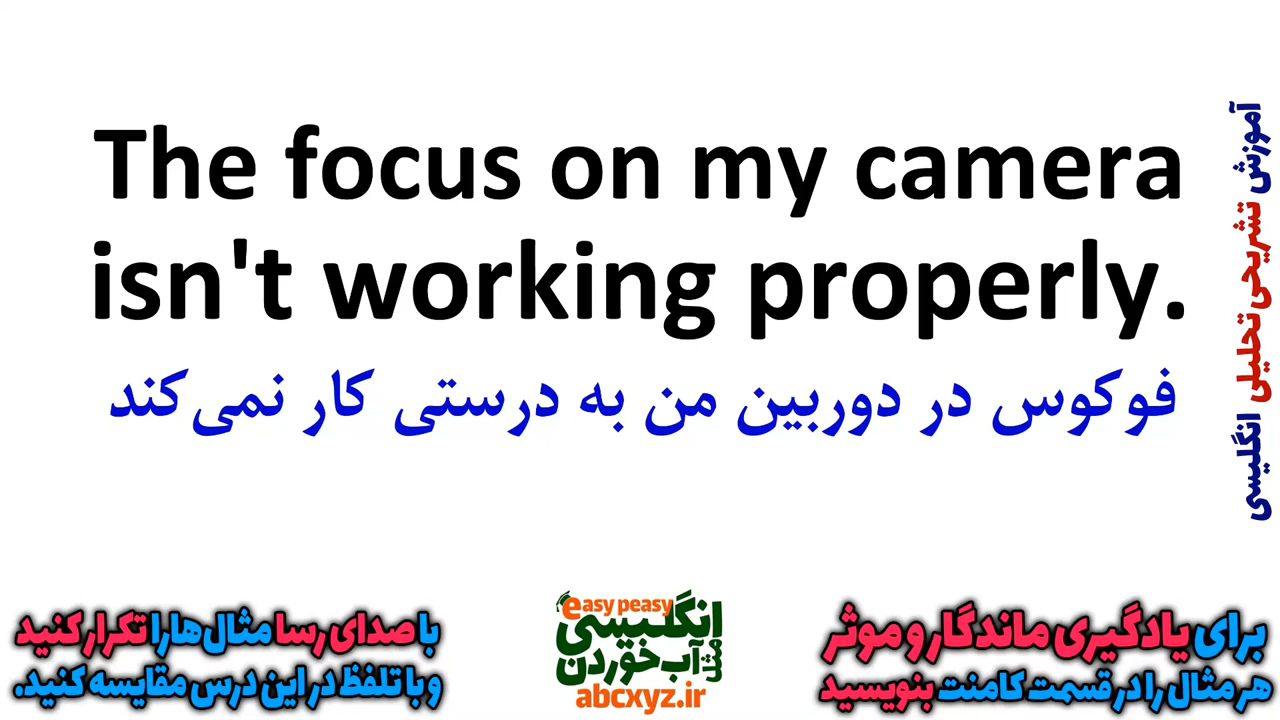 The focus on my camera
isn't working properly.
فوکوس در دوربین من به درستی کار نمی‌کند
آموزش تشریحی تحلیلی انگلیسی
برای یادگیری ماندگار و موثر
هر مثال را در قسمت کامنت بنویسید
easy peasy
انگلیسی
مثل آب خوردن
abcxyz.ir
با صدای رسا مثال‌ها را تکرار کنید
و با تلفظ در این درس مقایسه کنید.